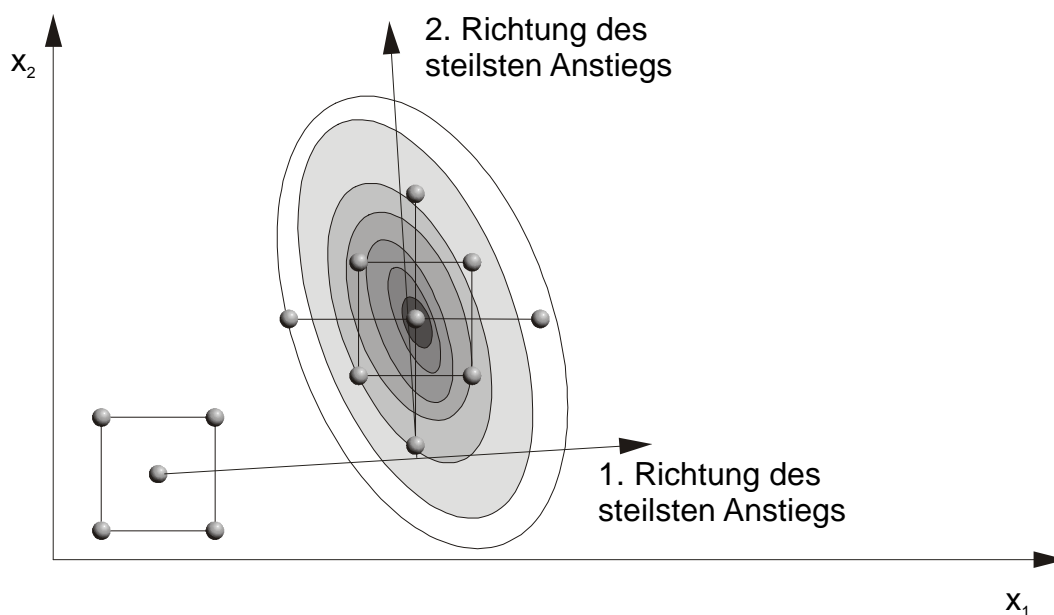 2. Richtung des
steilsten Anstiegs
x₂
1. Richtung des
steilsten Anstiegs
x₁